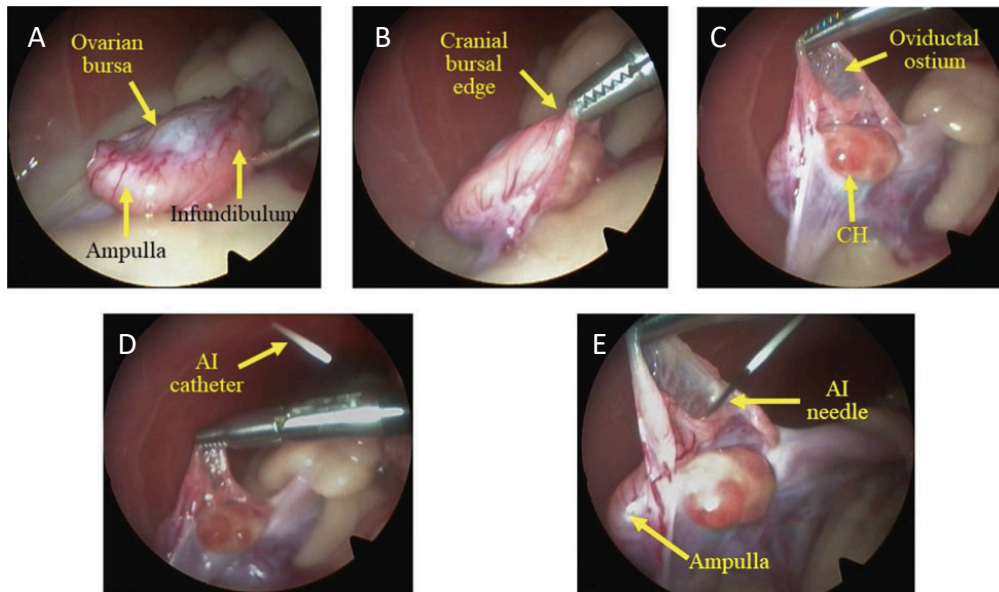 A
Ovarian
bursa
Infundibulum
Ampulla
B
Cranial
bursal
edge
C
Oviductal
ostium
CH
D
AI
catheter
E
AI
needle
Ampulla